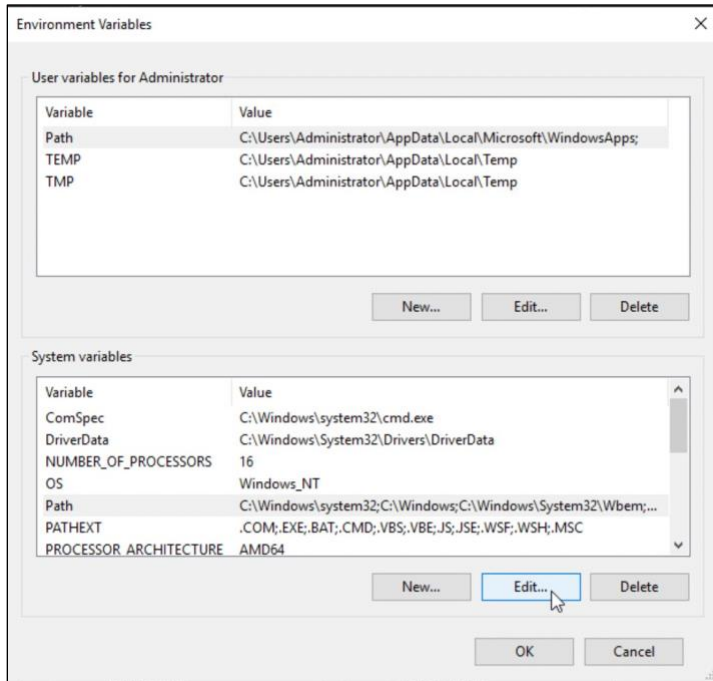 Environment Variables
User variables for Administrator
Variable Value
Path C:\Users\Administrator\AppData\Local\Microsoft\WindowsApps;
TEMP C:\Users\Administrator\AppData\Local\Temp
TMP C:\Users\Administrator\AppData\Local\Temp
New... Edit... Delete
System variables
Variable Value
ComSpec C:\Windows\system32\cmd.exe
DriverData C:\Windows\System32\Drivers\DriverData
NUMBER_OF_PROCESSORS 16
OS Windows_NT
Path C:\Windows\system32;C:\Windows;C:\Windows\System32\Wbem;...
PATHEXT .COM;.EXE;.BAT;.CMD;.VBS;.VBE;.JS;.JSE;.WSF;.WSH;.MSC
PROCESSOR_ARCHITECTURE AMD64
New... Edit... Delete
OK Cancel